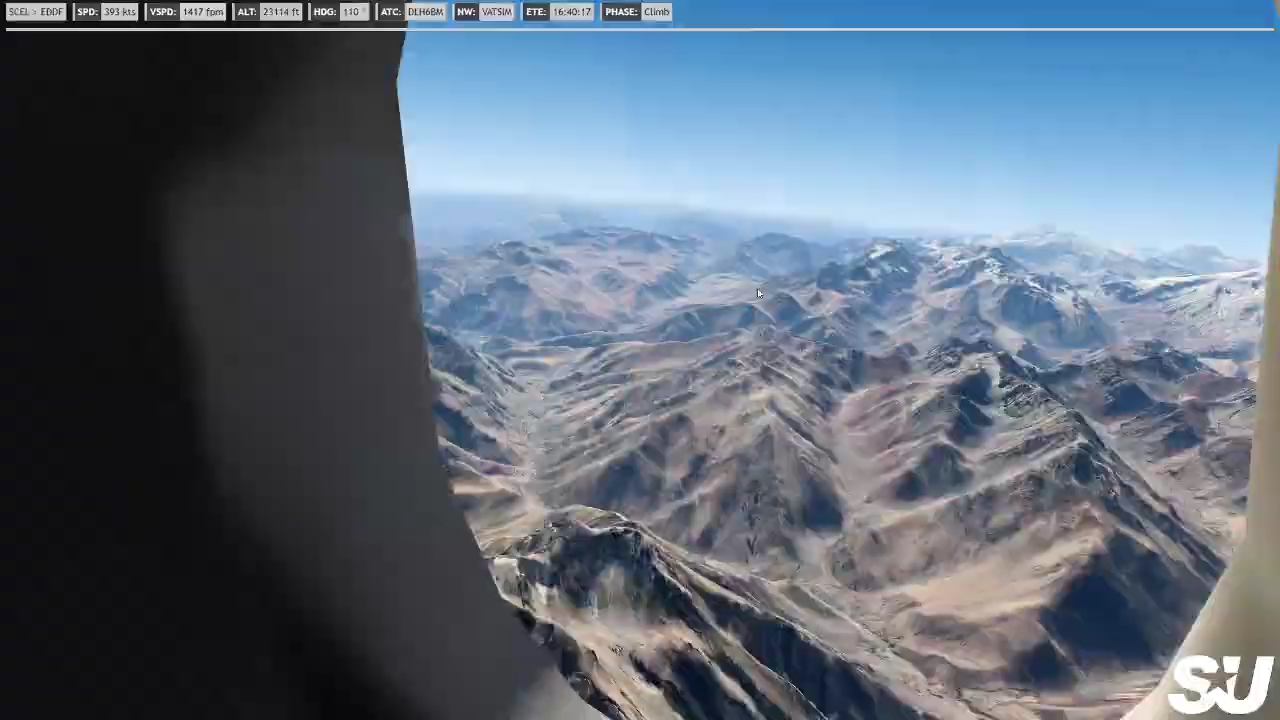 SCEL > EDDF SPD: 393 kts VSPD: 1417 fpm ALT: 23114 ft HDG: 110 ° ATC: DLH6BM NW: VATSIM ETE: 16:40:17 PHASE: Climb
SU